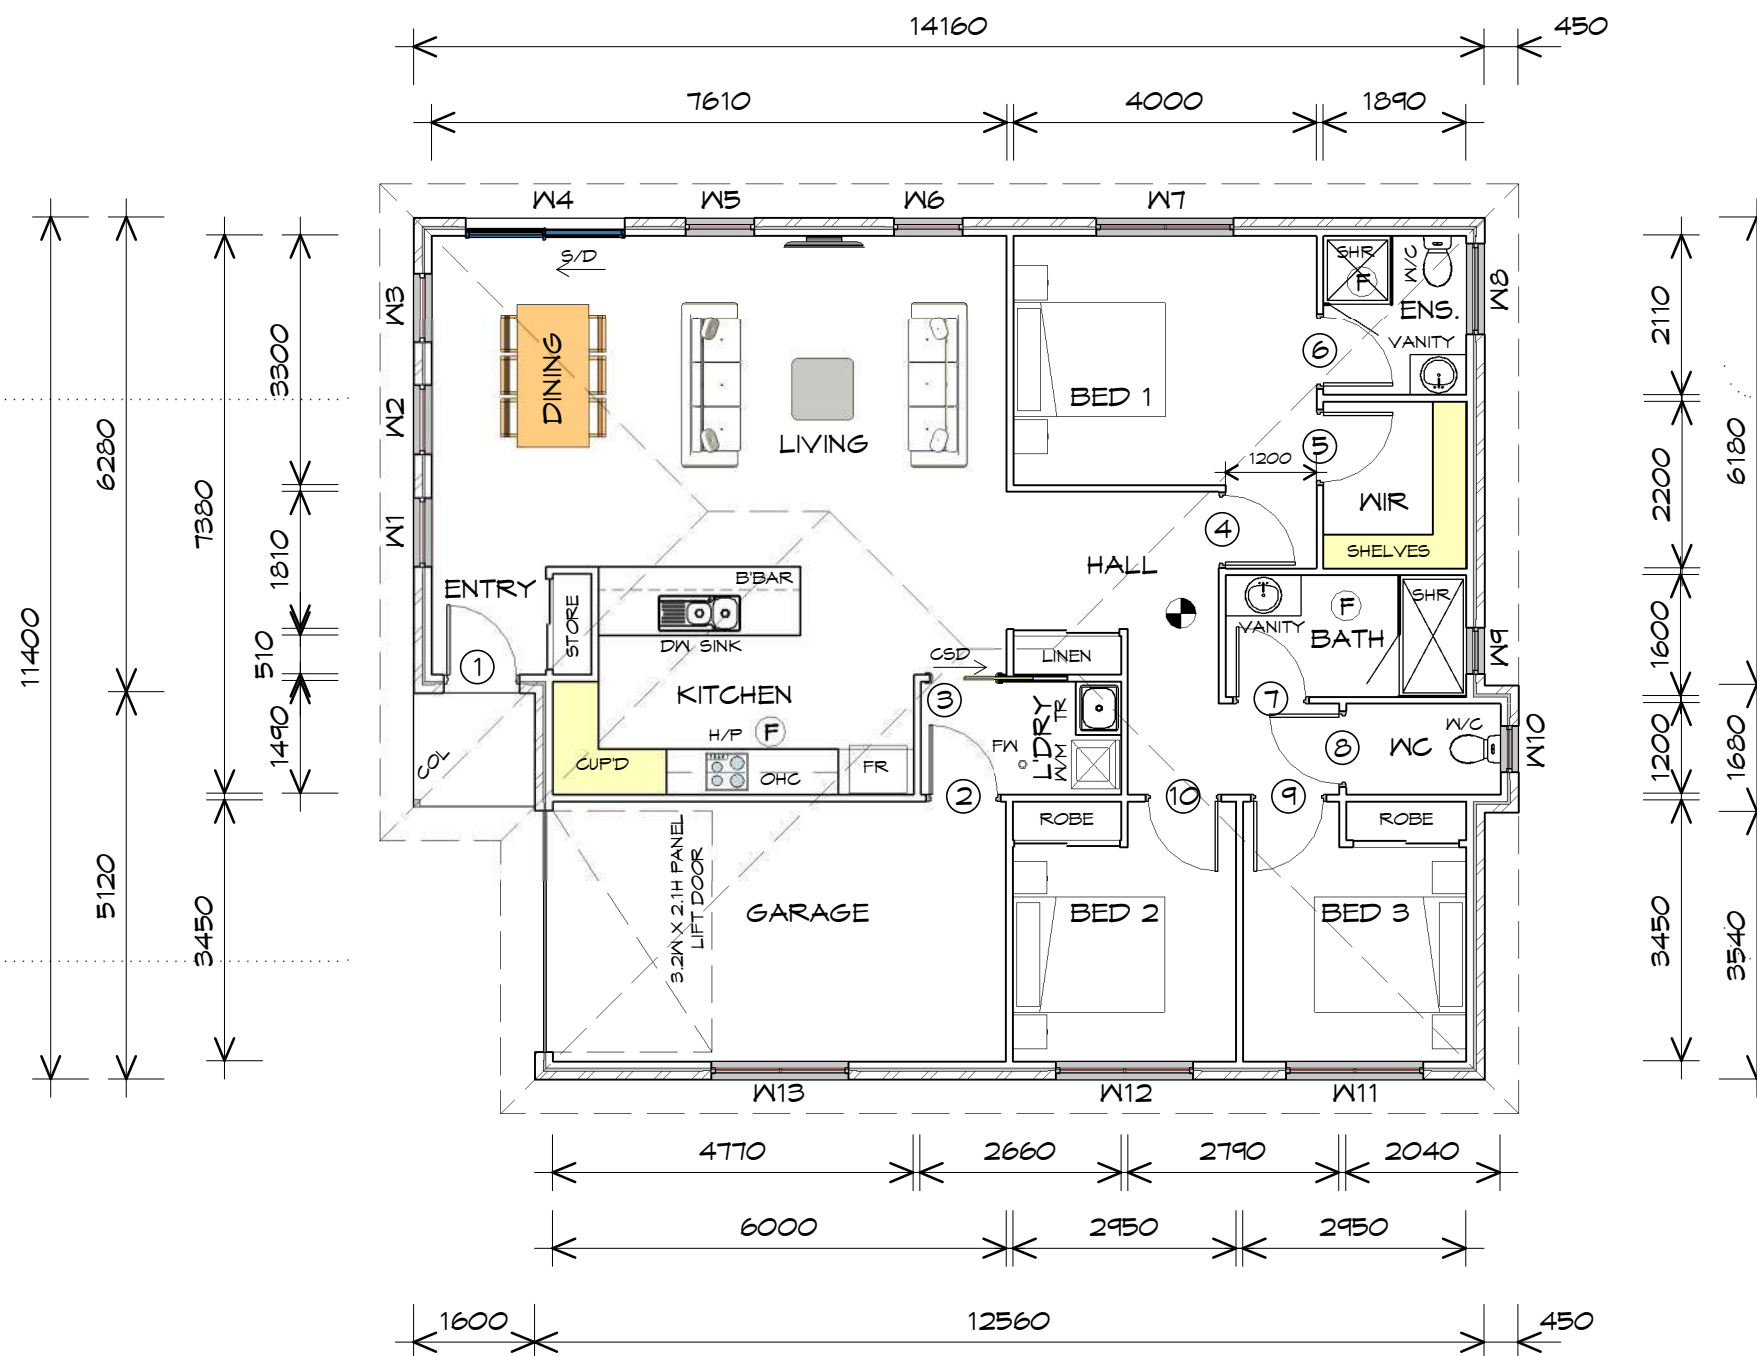 14160
450
7610
4000
1890
W4
W5
W6
W7
S/D
SHR
F
W/C
ENS.
VANITY
W8
W3
DINING
LIVING
BED 1
6
5
1200
WIR
SHELVES
W2
W1
4
HALL
ENTRY
STORE
B'BAR
DW SINK
KITCHEN
1
COL
CUP'D
H/P
F
OHC
FR
CSD
3
LINEN
L'DRY
TR
FW
W/M
2
VANITY
F
BATH
SHR
W9
7
8
W/C
WC
W10
10
9
ROBE
ROBE
3.2W X 2.1H PANEL
LIFT DOOR
GARAGE
BED 2
BED 3
W13
W12
W11
11400
6280
5120
7380
3450
3300
1810
510
1490
2110
2200
1600
1200
3450
6180
1680
3540
4770
2660
2790
2040
6000
2950
2950
1600
12560
450